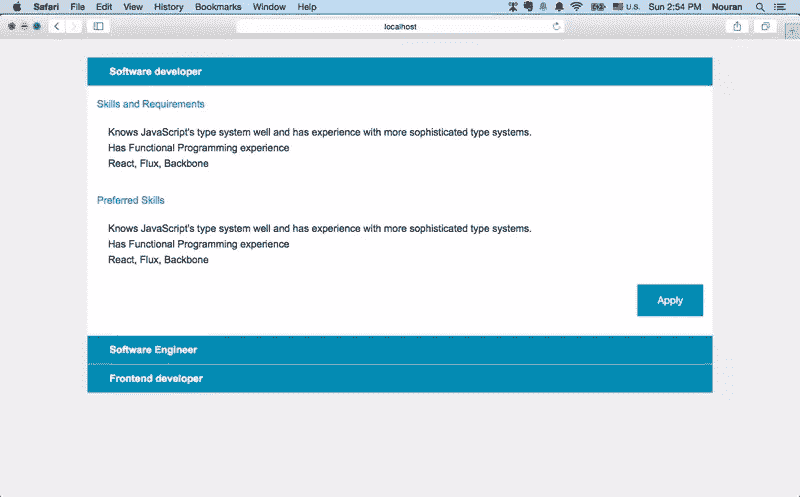 Safari File Edit View History Bookmarks Window Help U.S. Sun 2:54 PM Nouran
localhost
Software developer
Skills and Requirements
Knows JavaScript's type system well and has experience with more sophisticated type systems.
Has Functional Programming experience
React, Flux, Backbone
Preferred Skills
Knows JavaScript's type system well and has experience with more sophisticated type systems.
Has Functional Programming experience
React, Flux, Backbone
Apply
Software Engineer
Frontend developer